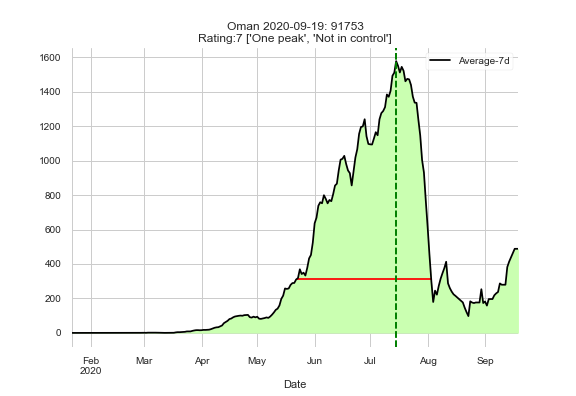 Oman 2020-09-19: 91753
Rating:7 ['One peak', 'Not in control']
Average-7d
1600
1400
1200
1000
800
600
400
200
0
Feb Mar Apr May Jun Jul Aug Sep
2020
Date